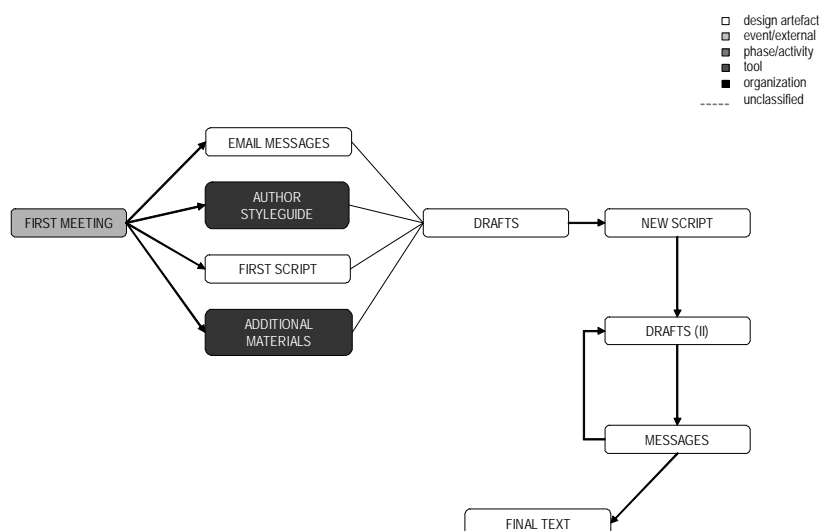 design artefact
event/external
phase/activity
tool
organization
unclassified
EMAIL MESSAGES
AUTHOR
STYLEGUIDE
FIRST MEETING
DRAFTS
NEW SCRIPT
FIRST SCRIPT
ADDITIONAL
MATERIALS
DRAFTS (II)
MESSAGES
FINAL TEXT